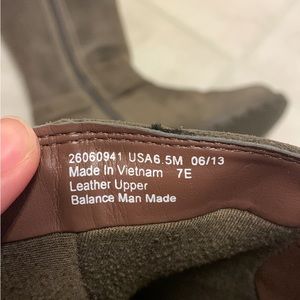 26060941 USA6.5M 06/13
Made In Vietnam 7E
Leather Upper
Balance Man Made